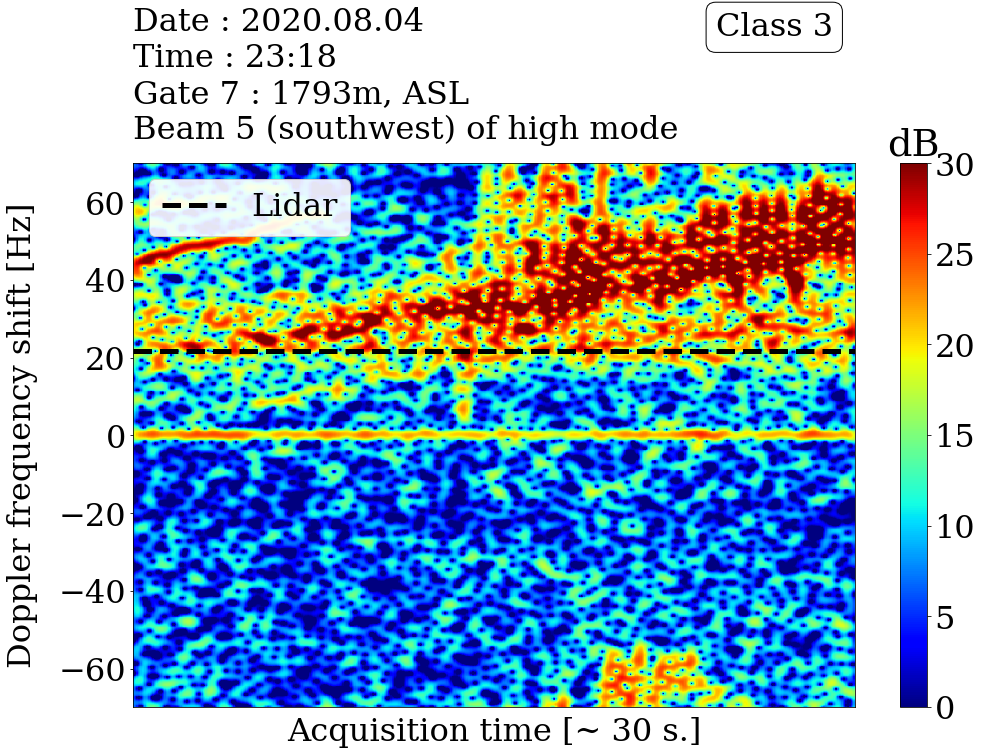 Date : 2020.08.04
Time : 23:18
Gate 7 : 1793m, ASL
Beam 5 (southwest) of high mode
Class 3
dB
Lidar
Doppler frequency shift [Hz]
60
40
20
0
−20
−40
−60
Acquisition time [~ 30 s.]
30
25
20
15
10
5
0